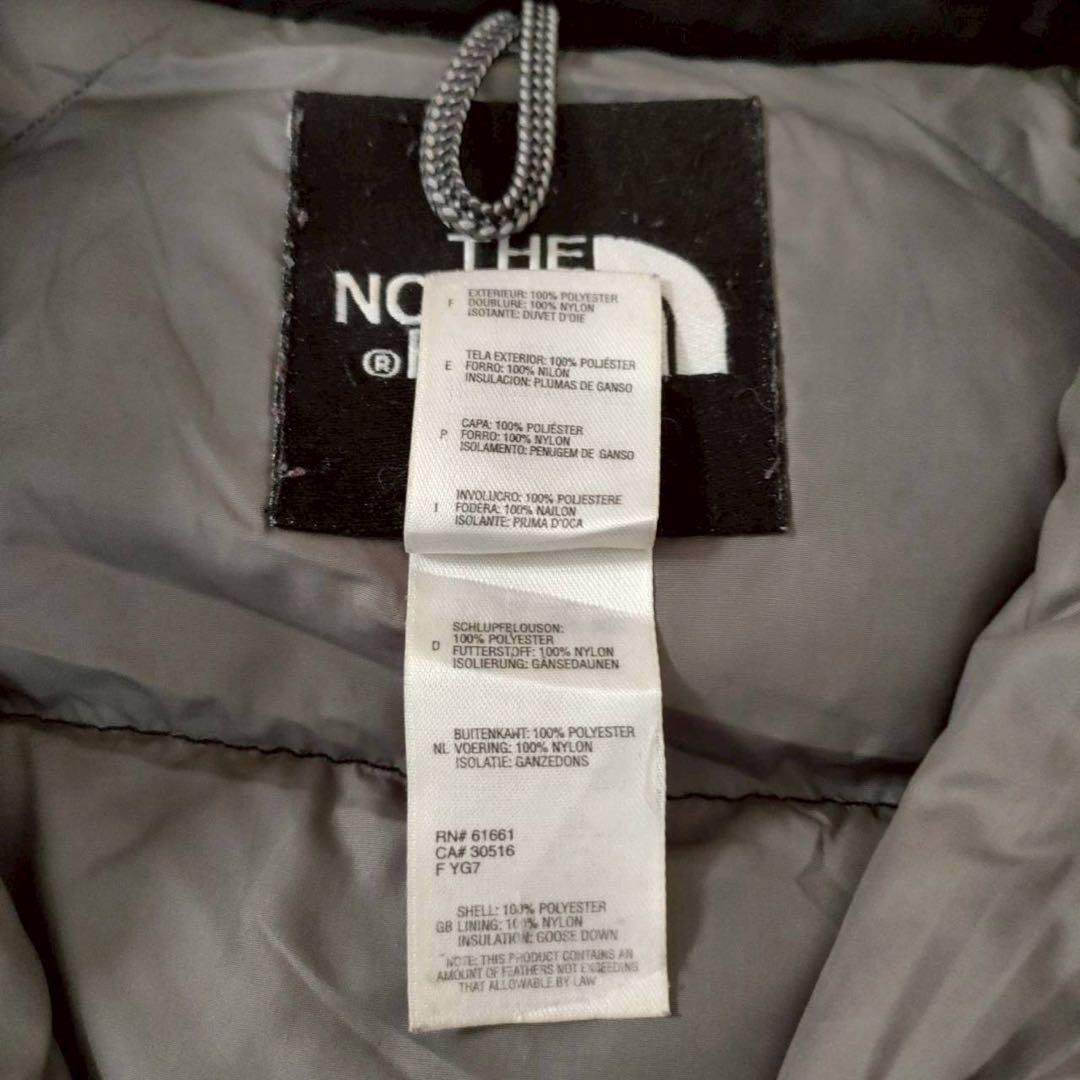 THE
NO
®
F EXTERIEUR: 100% POLYESTER
DOUBLURE: 100% NYLON
ISOTANTE: DUVET D'OIE
E TELA EXTERIOR: 100% POLIÉSTER
FORRO: 100% NILÓN
INSULACION: PLUMAS DE GANSO
P CAPA: 100% POLIÉSTER
FORRO: 100% NYLON
ISOLAMENTO: PENUGEM DE GANSO
I INVOLUCRO: 100% POLIESTERE
FODERA: 100% NAILON
ISOLANTE: PIUMA D'OCA
D SCHLUPFBLOUSON:
100% POLYESTER
FUTTERSTOFF: 100% NYLON
ISOLIERUNG: GÄNSEDAUNEN
BUITENKANT: 100% POLYESTER
NL VOERING: 100% NYLON
ISOLATIE: GANZEDONS
RN# 61661
CA# 30516
F YG7
SHELL: 100% POLYESTER
GB LINING: 100% NYLON
INSULATION: GOOSE DOWN
*NOTE: THIS PRODUCT CONTAINS AN
AMOUNT OF FEATHERS NOT EXCEEDING
THAT ALLOWABLE BY LAW